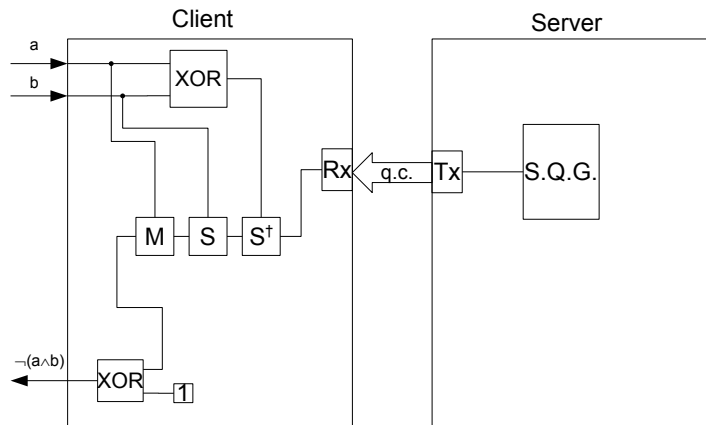 Client
Server
a
b
XOR
Rx
q.c.
Tx
S.Q.G.
M
S
S†
¬(a∧b)
XOR
1